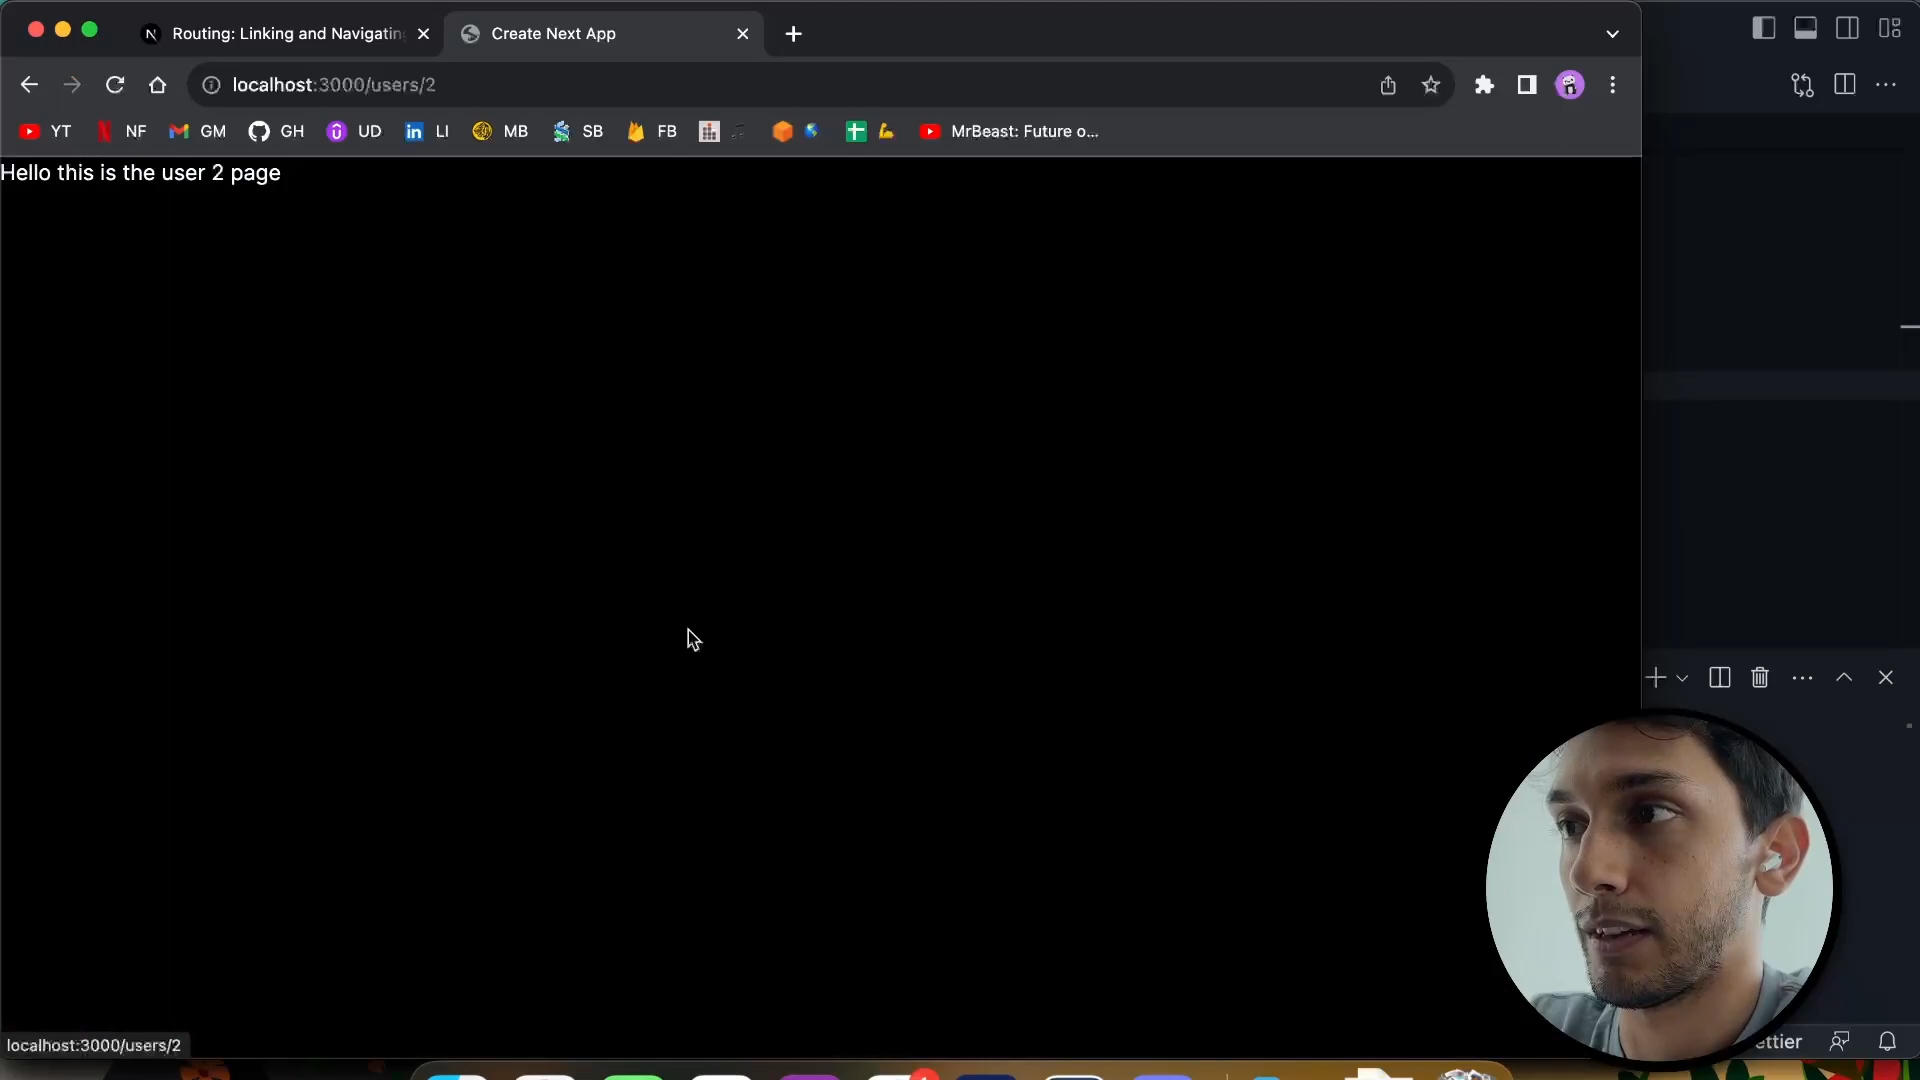 Routing: Linking and Navigating
Create Next App
localhost:3000/users/2
YT NF GM GH UD LI MB SB FB MrBeast: Future o...
Hello this is the user 2 page
localhost:3000/users/2
ettier